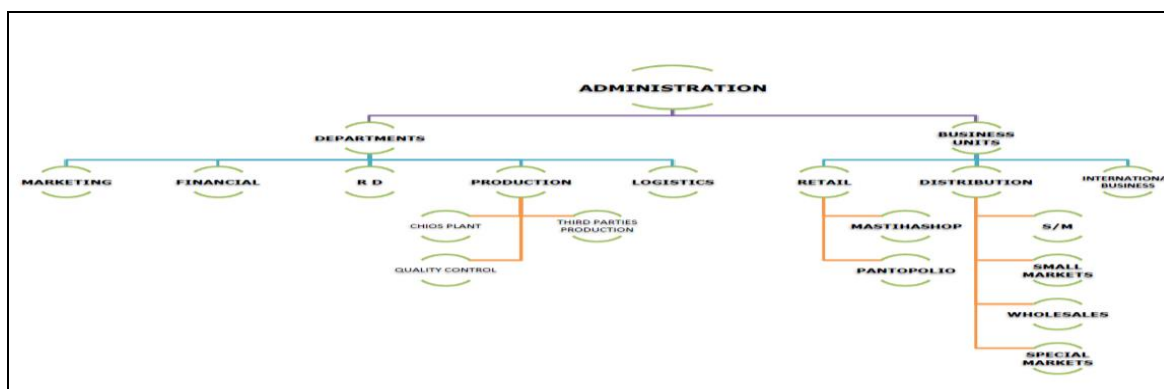 ADMINISTRATION
DEPARTMENTS
BUSINESS
UNITS
MARKETING
FINANCIAL
R D
PRODUCTION
LOGISTICS
RETAIL
DISTRIBUTION
INTERNATIONA
BUSINESS
CHIOS PLANT
THIRD PARTIES
PRODUCTION
MASTIHASHOP
S/M
QUALITY CONTROL
PANTOPOLIO
SMALL
MARKETS
WHOLESALES
SPECIAL
MARKETS